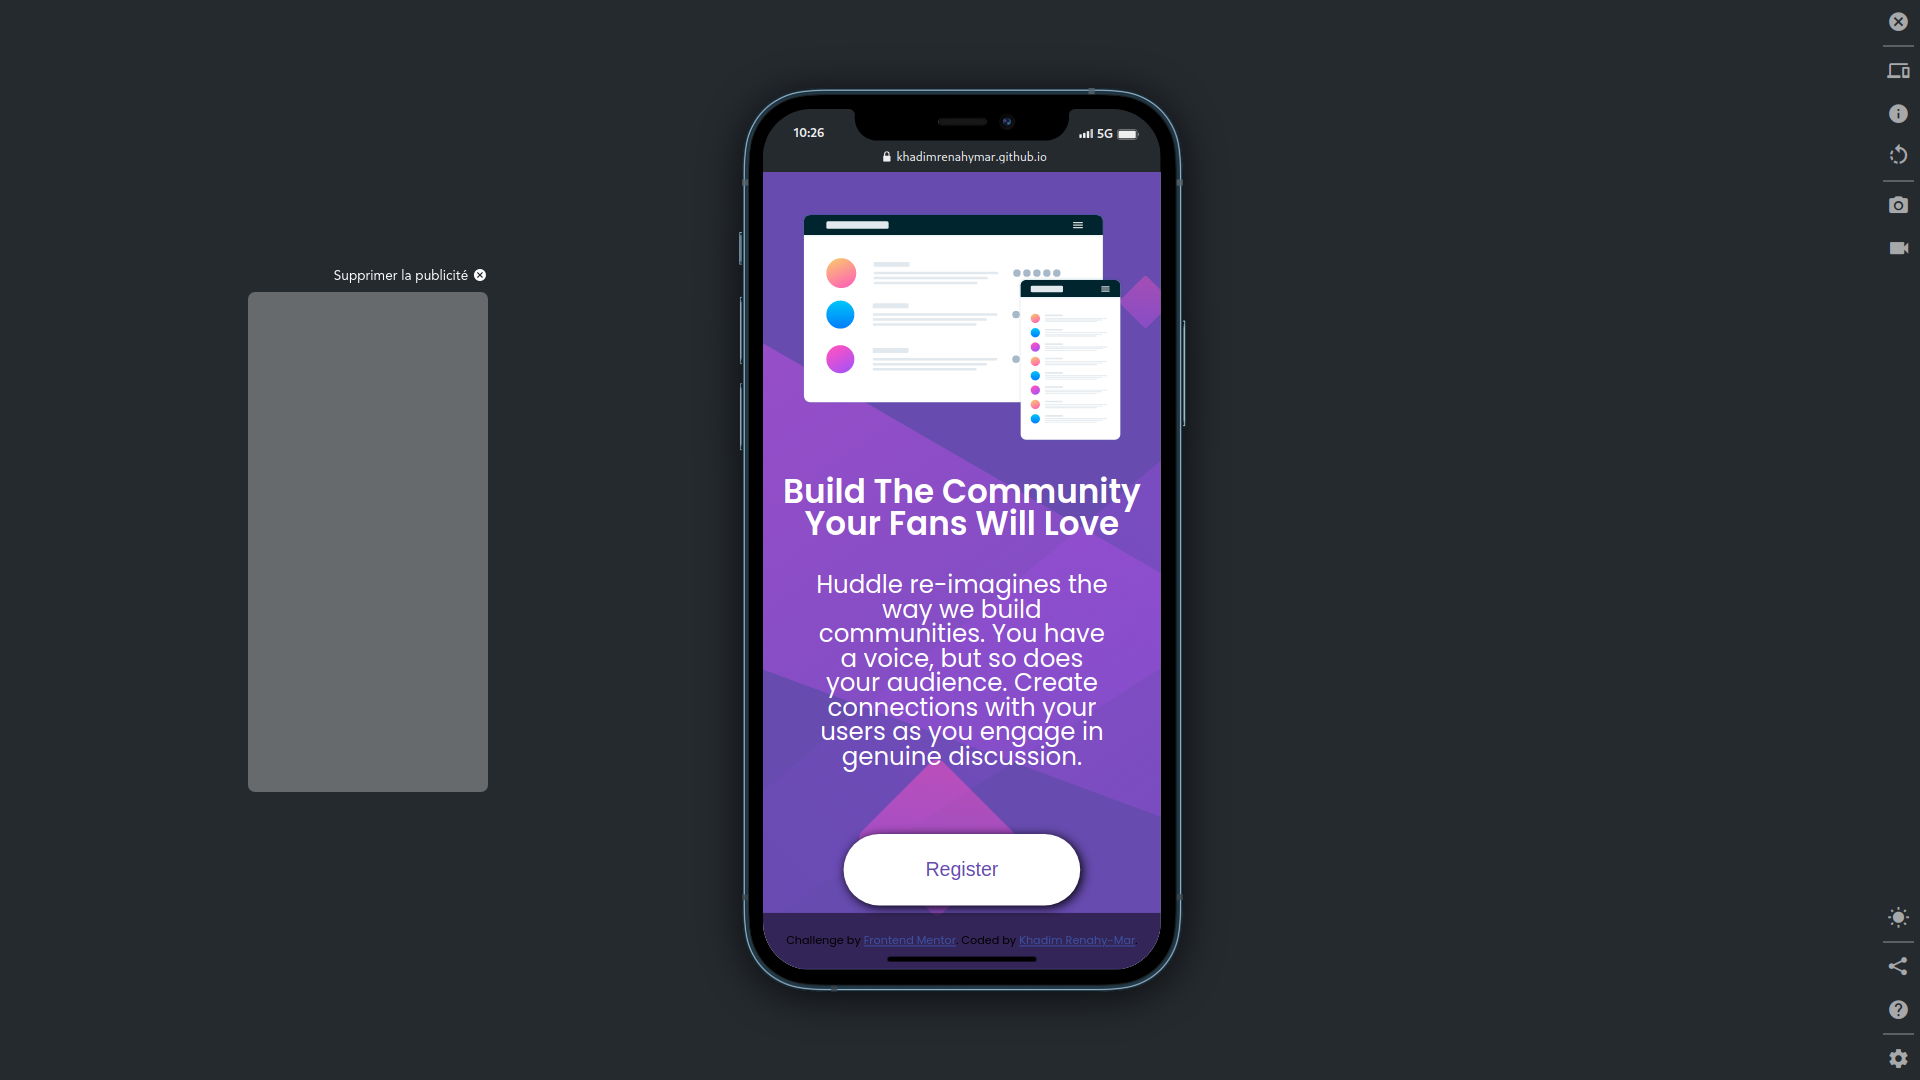 Supprimer la publicité
10:26
5G
khadimrenahymar.github.io
Build The Community
Your Fans Will Love
Huddle re-imagines the
way we build
communities. You have
a voice, but so does
your audience. Create
connections with your
users as you engage in
genuine discussion.
Register
Challenge by Frontend Mentor. Coded by Khadim Renahy-Mar.